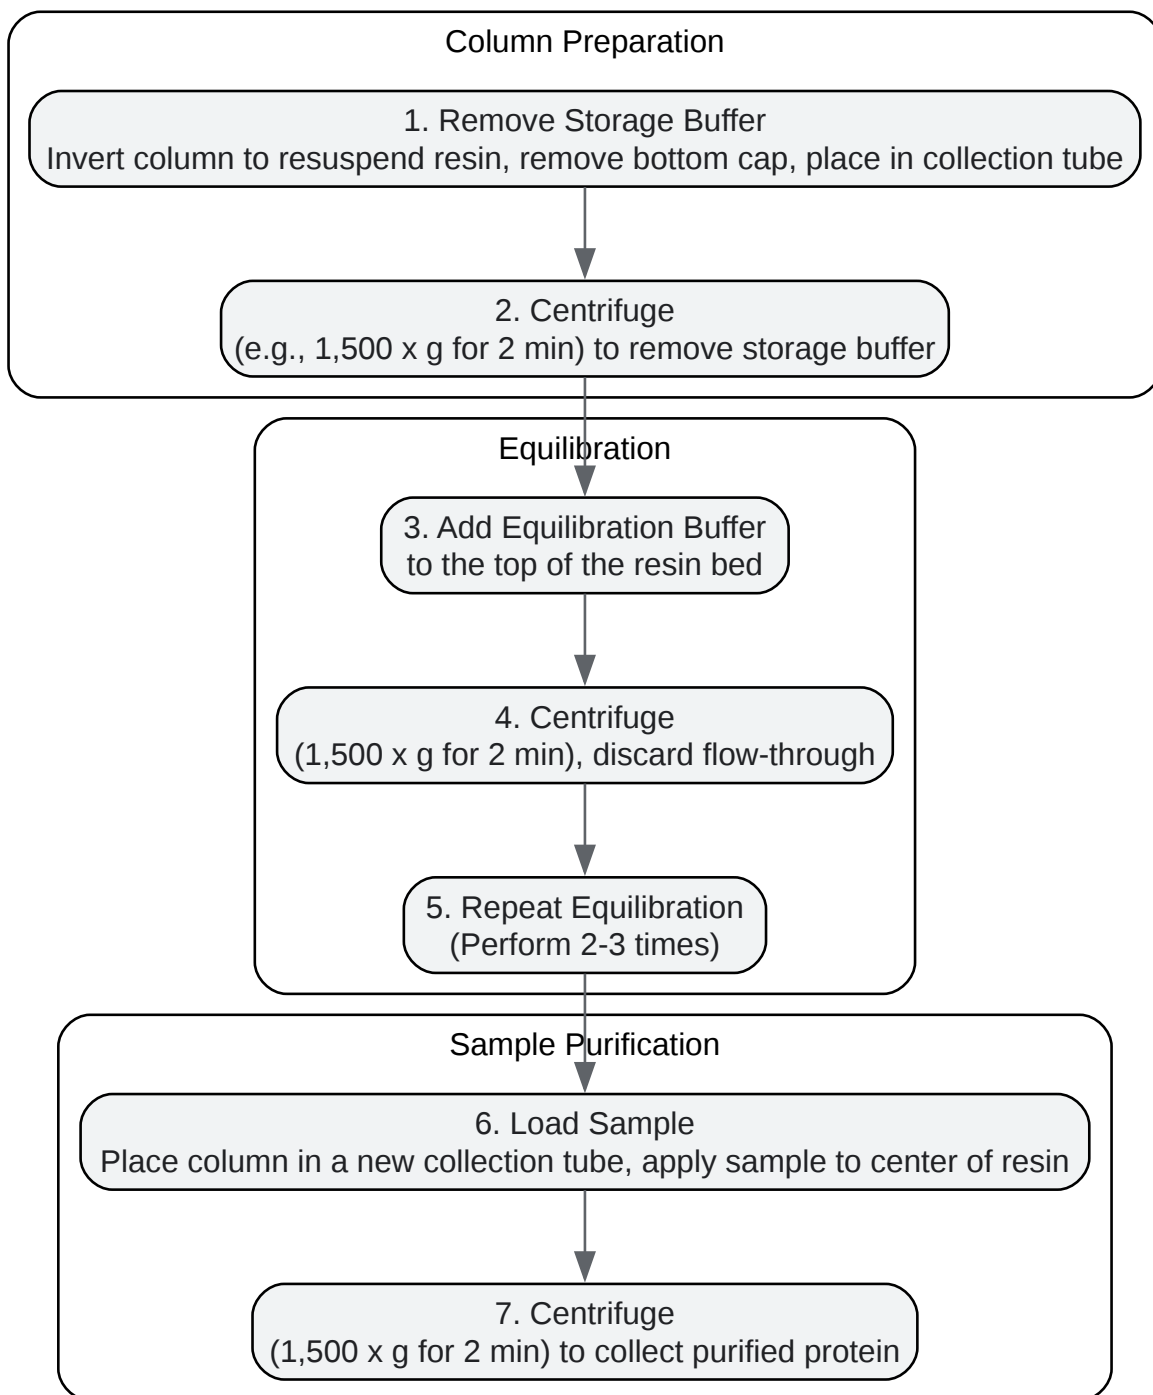 Column Preparation
1. Remove Storage Buffer
Invert column to resuspend resin, remove bottom cap, place in collection tube
2. Centrifuge
(e.g., 1,500 x g for 2 min) to remove storage buffer
Equilibration
3. Add Equilibration Buffer
to the top of the resin bed
4. Centrifuge
(1,500 x g for 2 min), discard flow-through
5. Repeat Equilibration
(Perform 2-3 times)
Sample Purification
6. Load Sample
Place column in a new collection tube, apply sample to center of resin
7. Centrifuge
(1,500 x g for 2 min) to collect purified protein